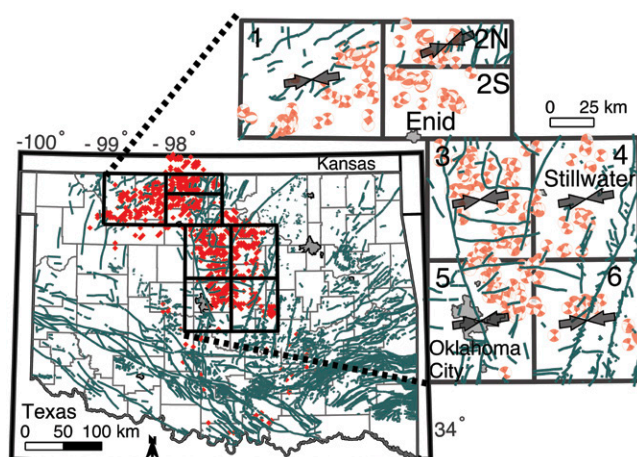 1
2N
2S
Enid
0 25 km
-100° -99° -98°
Kansas
3
4
Stillwater
5
6
Oklahoma
City
Texas
0 50 100 km
34°